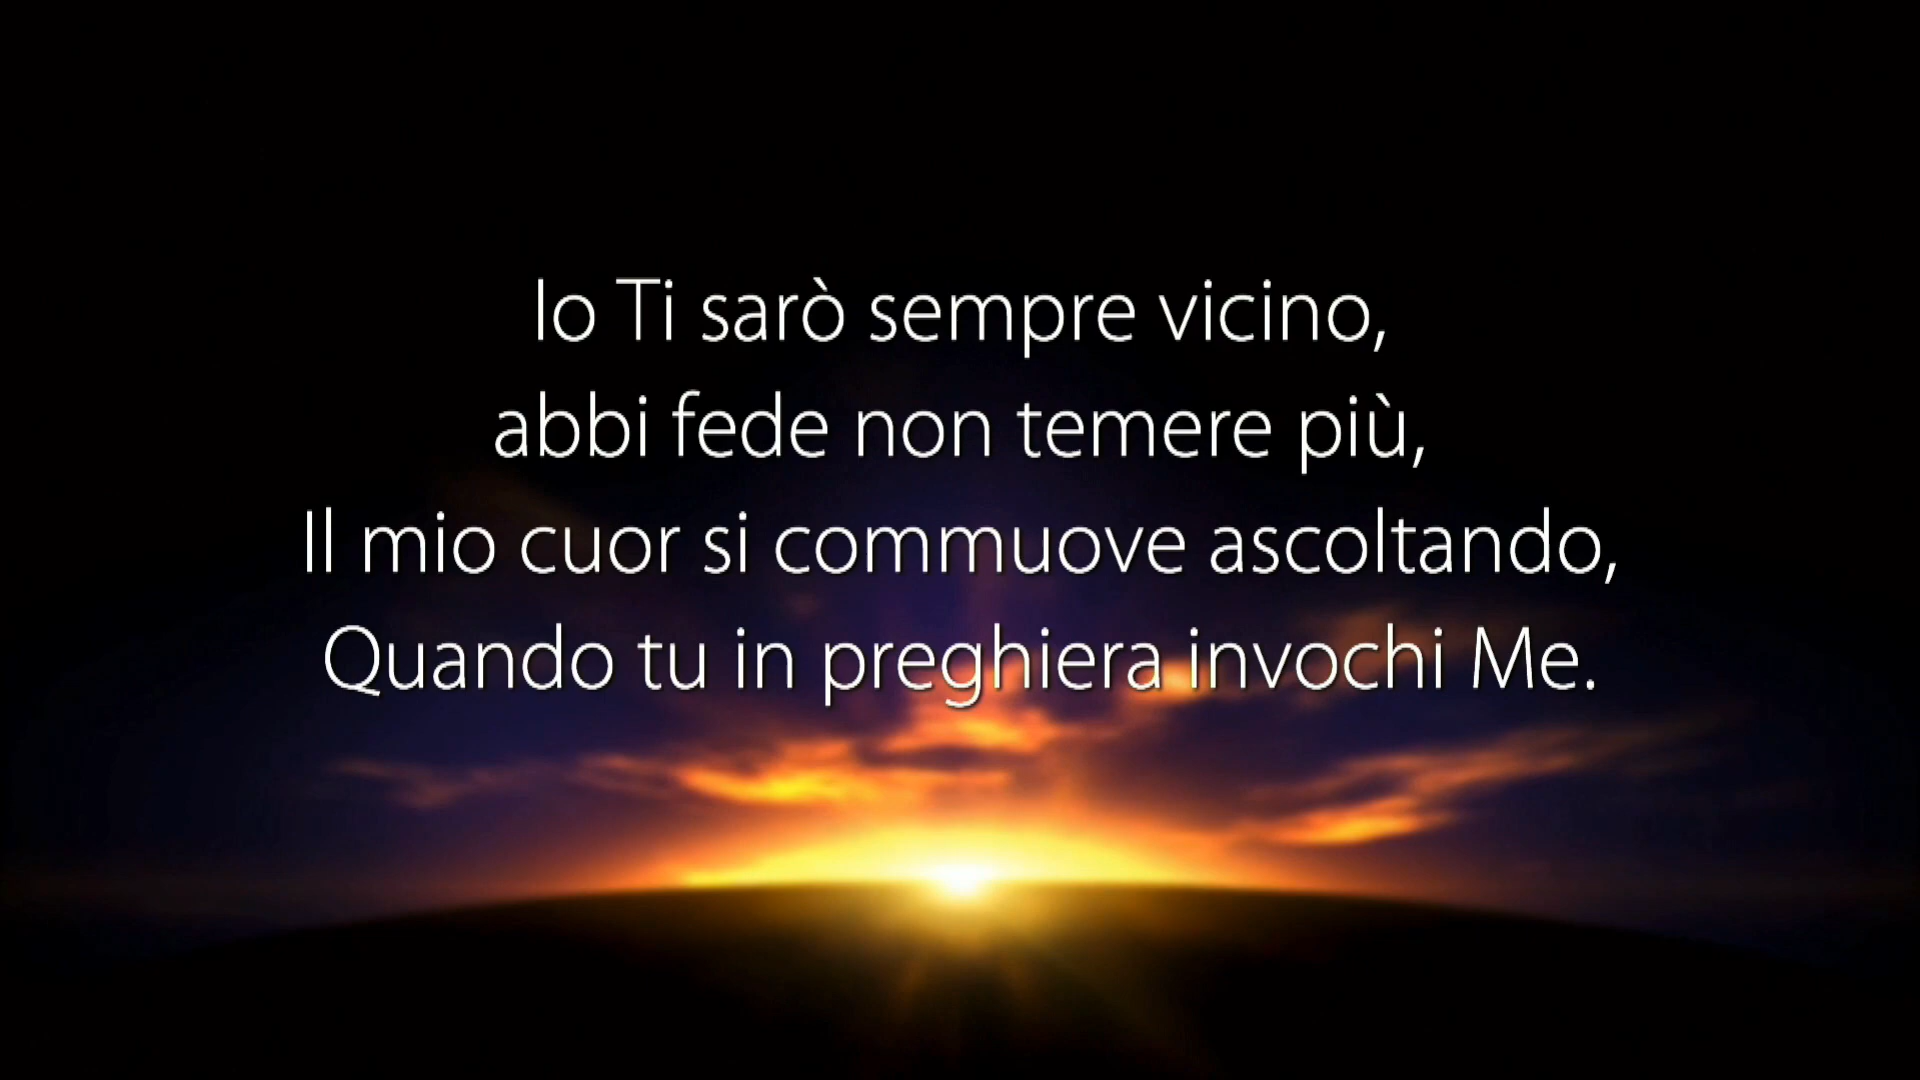 Io Ti sarò sempre vicino,
abbi fede non temere più,
Il mio cuor si commuove ascoltando,
Quando tu in preghiera invochi Me.